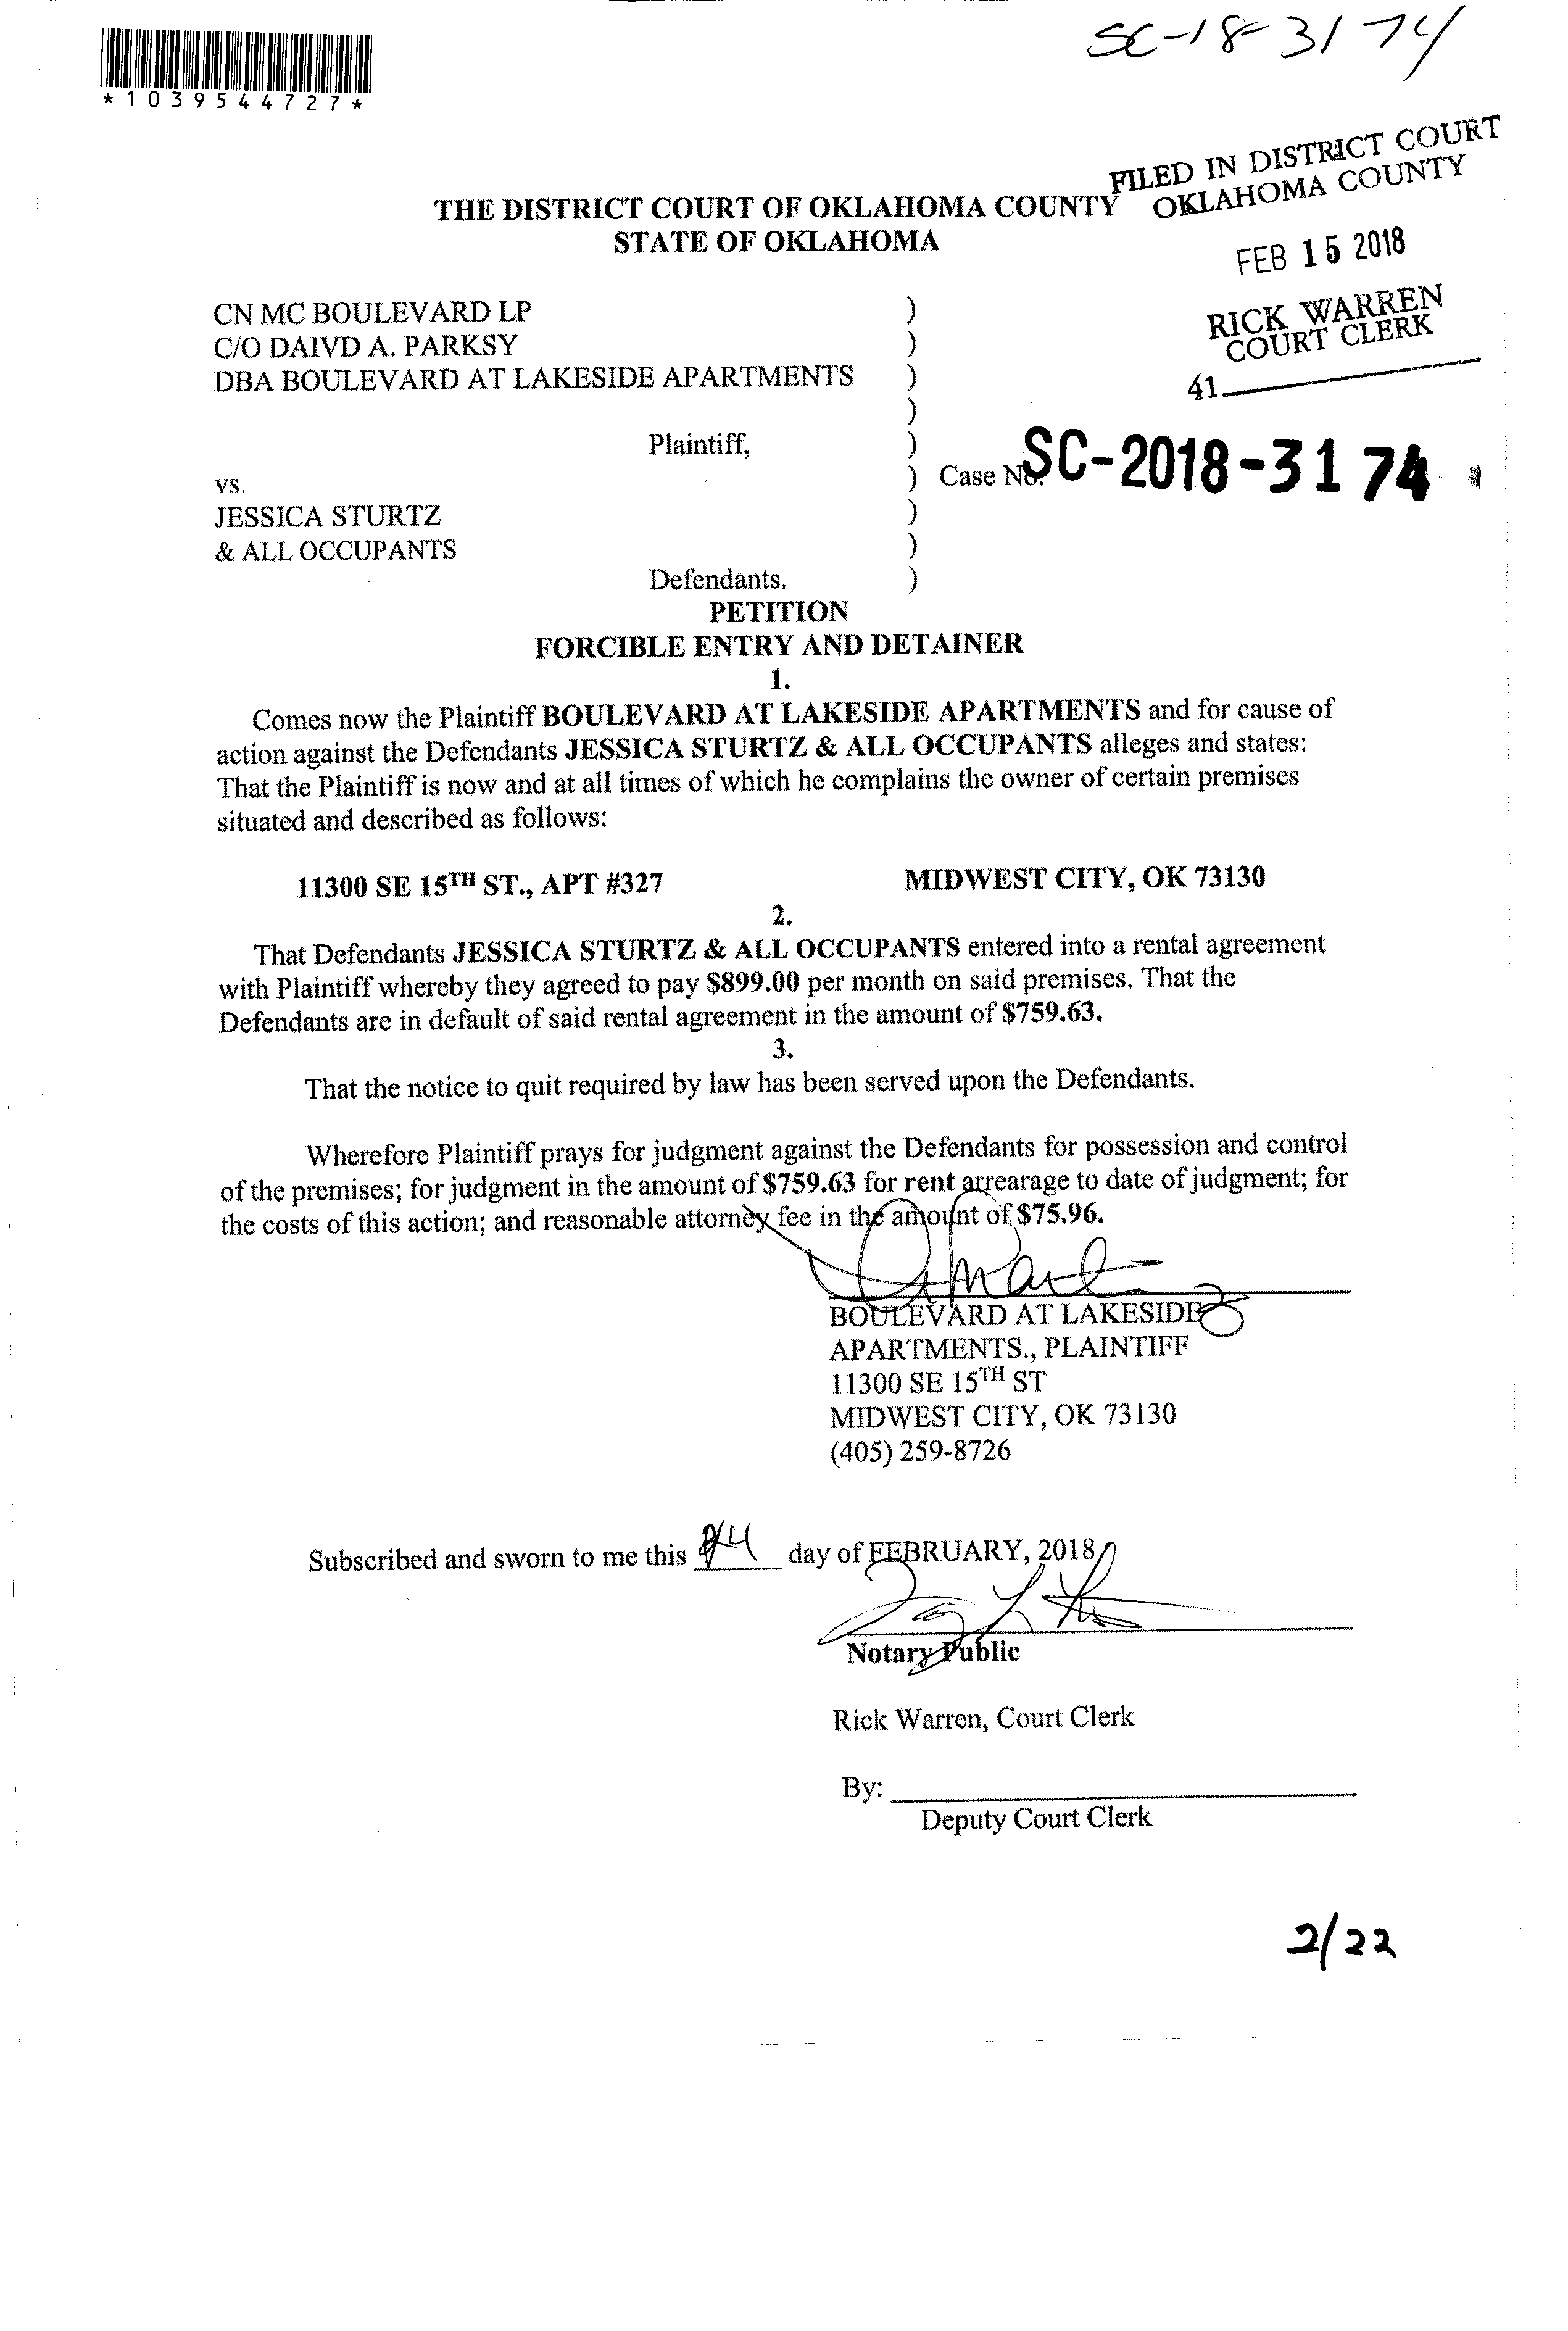 SC-18-3174
*1039544727*
FILED IN DISTRICT COURT
OKLAHOMA COUNTY
THE DISTRICT COURT OF OKLAHOMA COUNTY
STATE OF OKLAHOMA
FEB 15 2018
RICK WARREN
COURT CLERK
41
CN MC BOULEVARD LP )
C/O DAIVD A. PARKSY )
DBA BOULEVARD AT LAKESIDE APARTMENTS )
)
Plaintiff, )
vs. ) Case No. SC-2018-3174
JESSICA STURTZ )
& ALL OCCUPANTS )
Defendants. )
PETITION
FORCIBLE ENTRY AND DETAINER
1.
Comes now the Plaintiff BOULEVARD AT LAKESIDE APARTMENTS and for cause of
action against the Defendants JESSICA STURTZ & ALL OCCUPANTS alleges and states:
That the Plaintiff is now and at all times of which he complains the owner of certain premises
situated and described as follows:
11300 SE 15TH ST., APT #327 MIDWEST CITY, OK 73130
2.
That Defendants JESSICA STURTZ & ALL OCCUPANTS entered into a rental agreement
with Plaintiff whereby they agreed to pay $899.00 per month on said premises. That the
Defendants are in default of said rental agreement in the amount of $759.63.
3.
That the notice to quit required by law has been served upon the Defendants.
Wherefore Plaintiff prays for judgment against the Defendants for possession and control
of the premises; for judgment in the amount of $759.63 for rent arrearage to date of judgment; for
the costs of this action; and reasonable attorney fee in the amount of $75.96.
BOULEVARD AT LAKESIDE
APARTMENTS., PLAINTIFF
11300 SE 15TH ST
MIDWEST CITY, OK 73130
(405) 259-8726
Subscribed and sworn to me this day of FEBRUARY, 2018
Notary Public
Rick Warren, Court Clerk
By:
Deputy Court Clerk
2/22